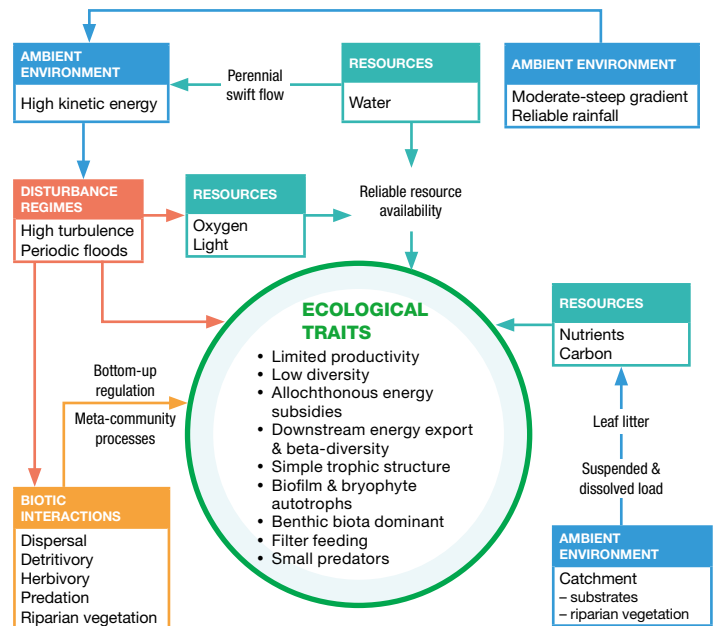 AMBIENT
ENVIRONMENT
High kinetic energy
Perennial
swift flow
RESOURCES
Water
AMBIENT ENVIRONMENT
Moderate-steep gradient
Reliable rainfall
DISTURBANCE
REGIMES
High turbulence
Periodic floods
RESOURCES
Oxygen
Light
Reliable resource
availability
ECOLOGICAL
TRAITS
• Limited productivity
• Low diversity
• Allochthonous energy
subsidies
• Downstream energy export
& beta-diversity
• Simple trophic structure
• Biofilm & bryophyte
autotrophs
• Benthic biota dominant
• Filter feeding
• Small predators
RESOURCES
Nutrients
Carbon
Bottom-up
regulation
Meta-community
processes
Leaf litter
Suspended &
dissolved load
BIOTIC
INTERACTIONS
Dispersal
Detritivory
Herbivory
Predation
Riparian vegetation
AMBIENT
ENVIRONMENT
Catchment
– substrates
– riparian vegetation